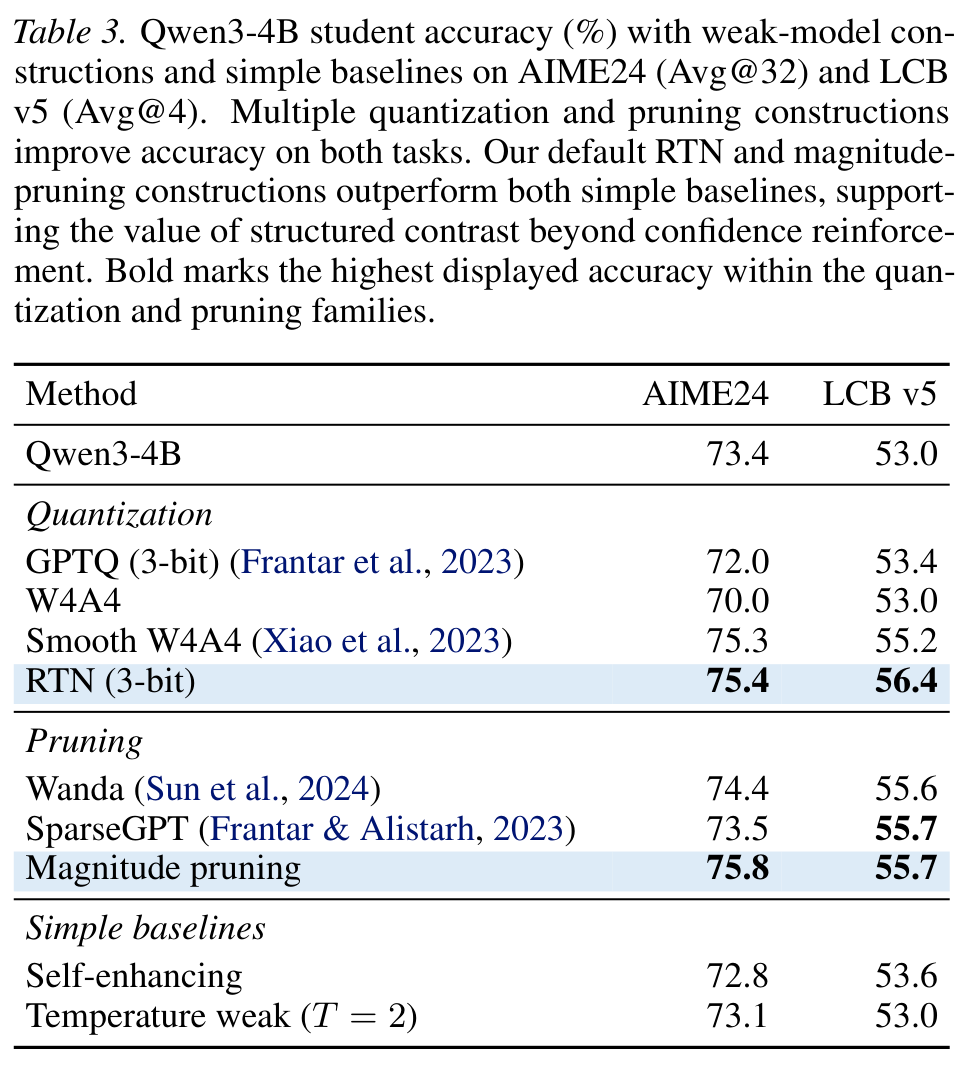 Table 3. Qwen3-4B student accuracy (%) with weak-model con-
structions and simple baselines on AIME24 (Avg@32) and LCB
v5 (Avg@4). Multiple quantization and pruning constructions
improve accuracy on both tasks. Our default RTN and magnitude-
pruning constructions outperform both simple baselines, support-
ing the value of structured contrast beyond confidence reinforce-
ment. Bold marks the highest displayed accuracy within the quan-
tization and pruning families.
Method AIME24 LCB v5
Qwen3-4B 73.4 53.0
Quantization
GPTQ (3-bit) (Frantar et al., 2023) 72.0 53.4
W4A4 70.0 53.0
Smooth W4A4 (Xiao et al., 2023) 75.3 55.2
RTN (3-bit) 75.4 56.4
Pruning
Wanda (Sun et al., 2024) 74.4 55.6
SparseGPT (Frantar & Alistarh, 2023) 73.5 55.7
Magnitude pruning 75.8 55.7
Simple baselines
Self-enhancing 72.8 53.6
Temperature weak (T = 2) 73.1 53.0